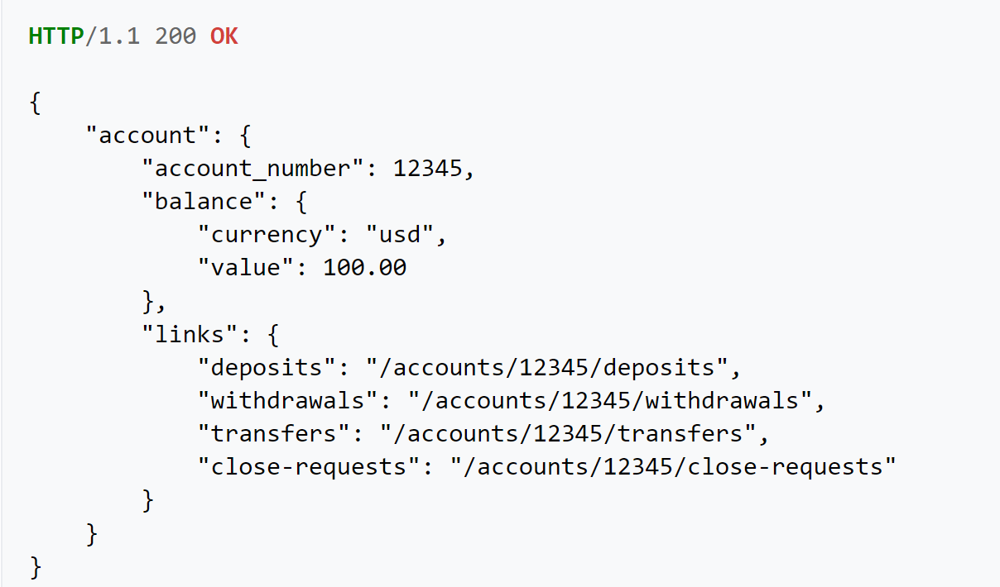 HTTP/1.1 200 OK

{
    "account": {
        "account_number": 12345,
        "balance": {
            "currency": "usd",
            "value": 100.00
        },
        "links": {
            "deposits": "/accounts/12345/deposits",
            "withdrawals": "/accounts/12345/withdrawals",
            "transfers": "/accounts/12345/transfers",
            "close-requests": "/accounts/12345/close-requests"
        }
    }
}